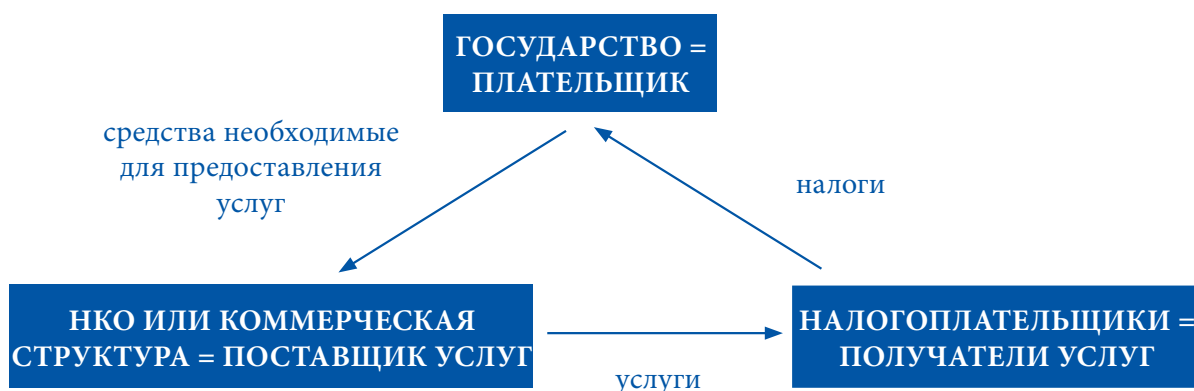 ГОСУДАРСТВО =
ПЛАТЕЛЬЩИК
средства необходимые
для предоставления
услуг
налоги
НКО ИЛИ КОММЕРЧЕСКАЯ
СТРУКТУРА = ПОСТАВЩИК УСЛУГ
услуги
НАЛОГОПЛАТЕЛЬЩИКИ =
ПОЛУЧАТЕЛИ УСЛУГ